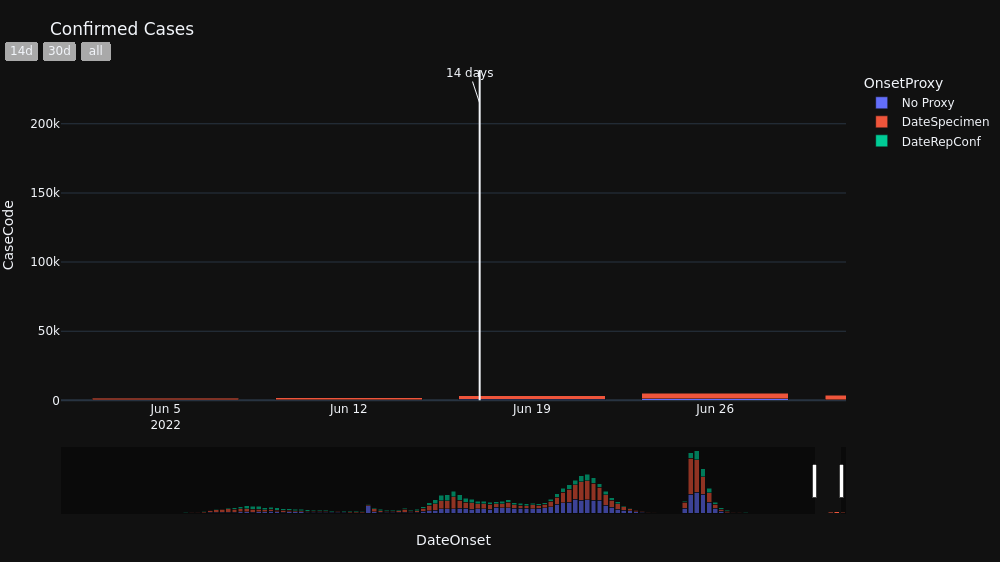 Confirmed Cases
14d 30d all
14 days
OnsetProxy
No Proxy
DateSpecimen
DateRepConf
200k
150k
100k
50k
0
CaseCode
Jun 5 Jun 12 Jun 19 Jun 26
2022
DateOnset